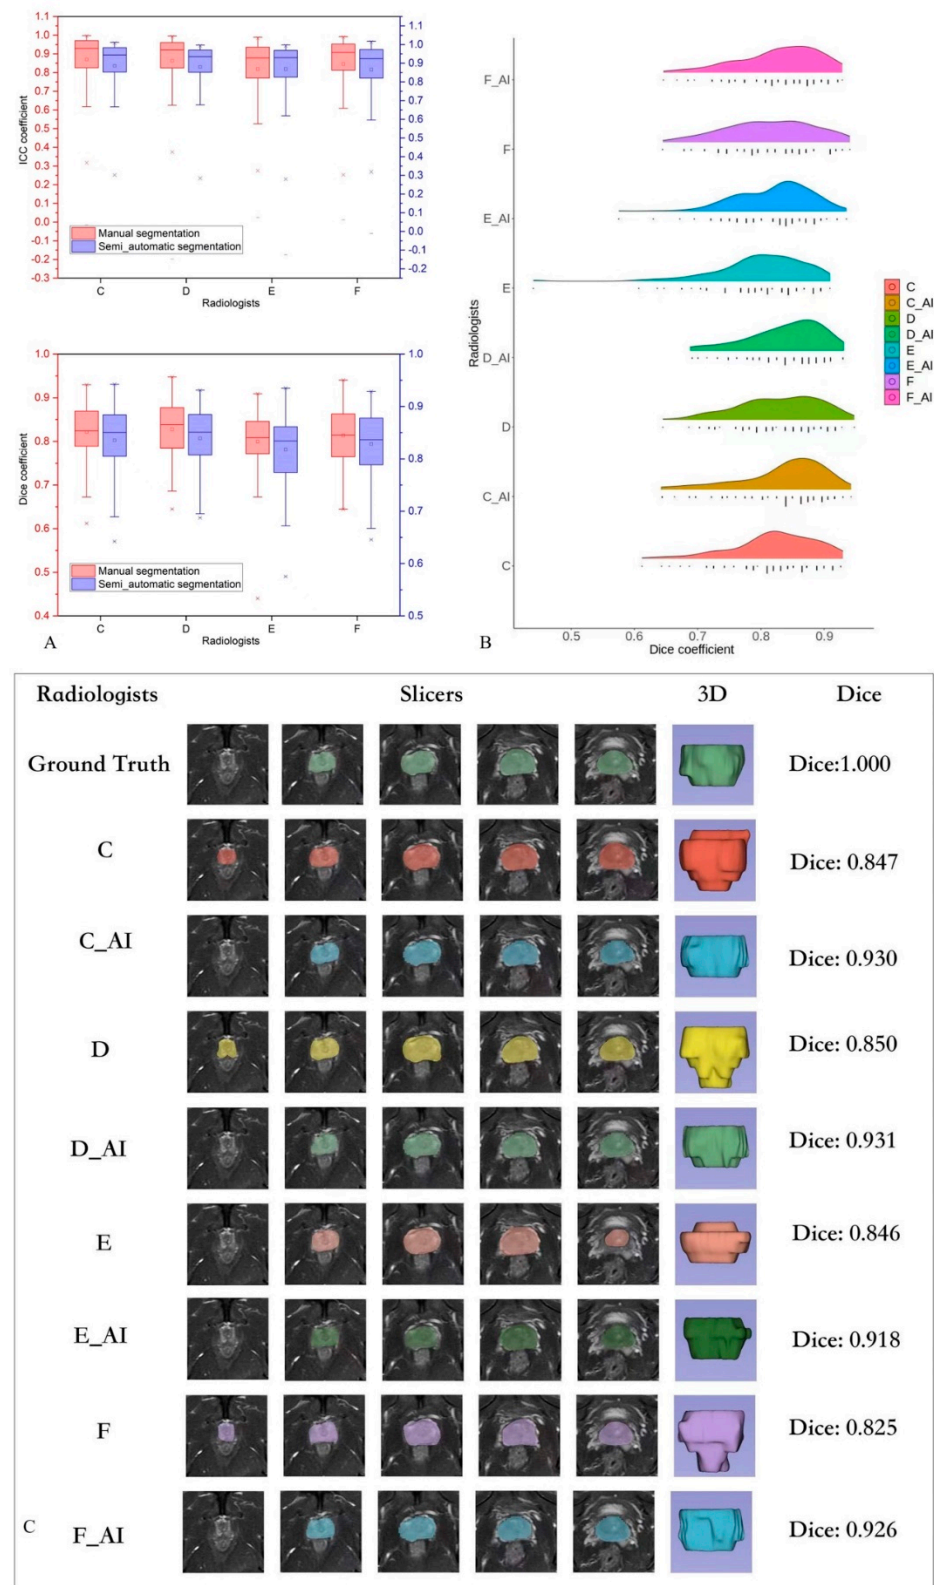 1.1
1.0
0.9
0.8
0.7
0.6
0.5
0.4
0.3
0.2
0.1
0.0
-0.1
-0.2
-0.3
ICC coefficient
1.1
1.0
0.9
0.8
0.7
0.6
0.5
0.4
0.3
0.2
0.1
0.0
-0.1
-0.2
Manual segmentation
Semi_automatic segmentation
C D E F
Radiologists
1.0
0.9
0.8
0.7
0.6
0.5
0.4
Dice coefficient
1.0
0.9
0.8
0.7
0.6
0.5
Manual segmentation
Semi_automatic segmentation
C D E F
A
Radiologists
F_AI
F
E_AI
E
D_AI
D
C_AI
C
Radiologists
0.5 0.6 0.7 0.8 0.9
B
Dice coefficient
C
C_AI
D
D_AI
E
E_AI
F
F_AI
Radiologists Slicers 3D Dice
Ground Truth Dice:1.000
C Dice: 0.847
C_AI Dice: 0.930
D Dice: 0.850
D_AI Dice: 0.931
E Dice: 0.846
E_AI Dice: 0.918
F Dice: 0.825
C
F_AI Dice: 0.926